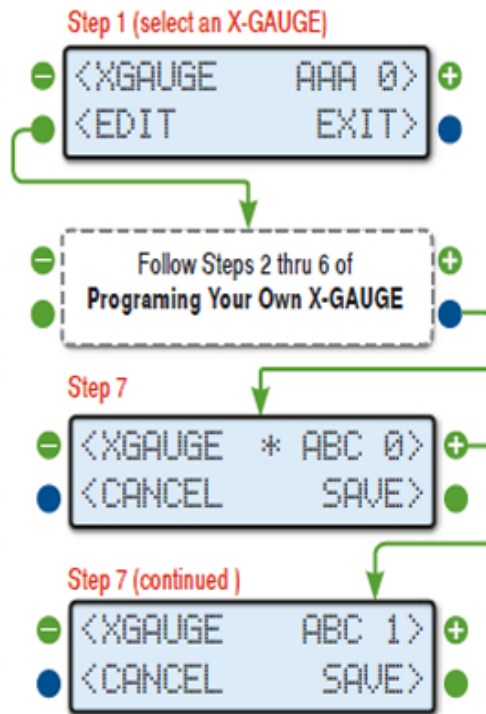 Step 1 (select an X-GAUGE)
<XGAUGE AAA 0>
<EDIT EXIT>
Follow Steps 2 thru 6 of
Programing Your Own X-GAUGE
Step 7
<XGAUGE * ABC 0>
<CANCEL SAVE>
Step 7 (continued )
<XGAUGE ABC 1>
<CANCEL SAVE>